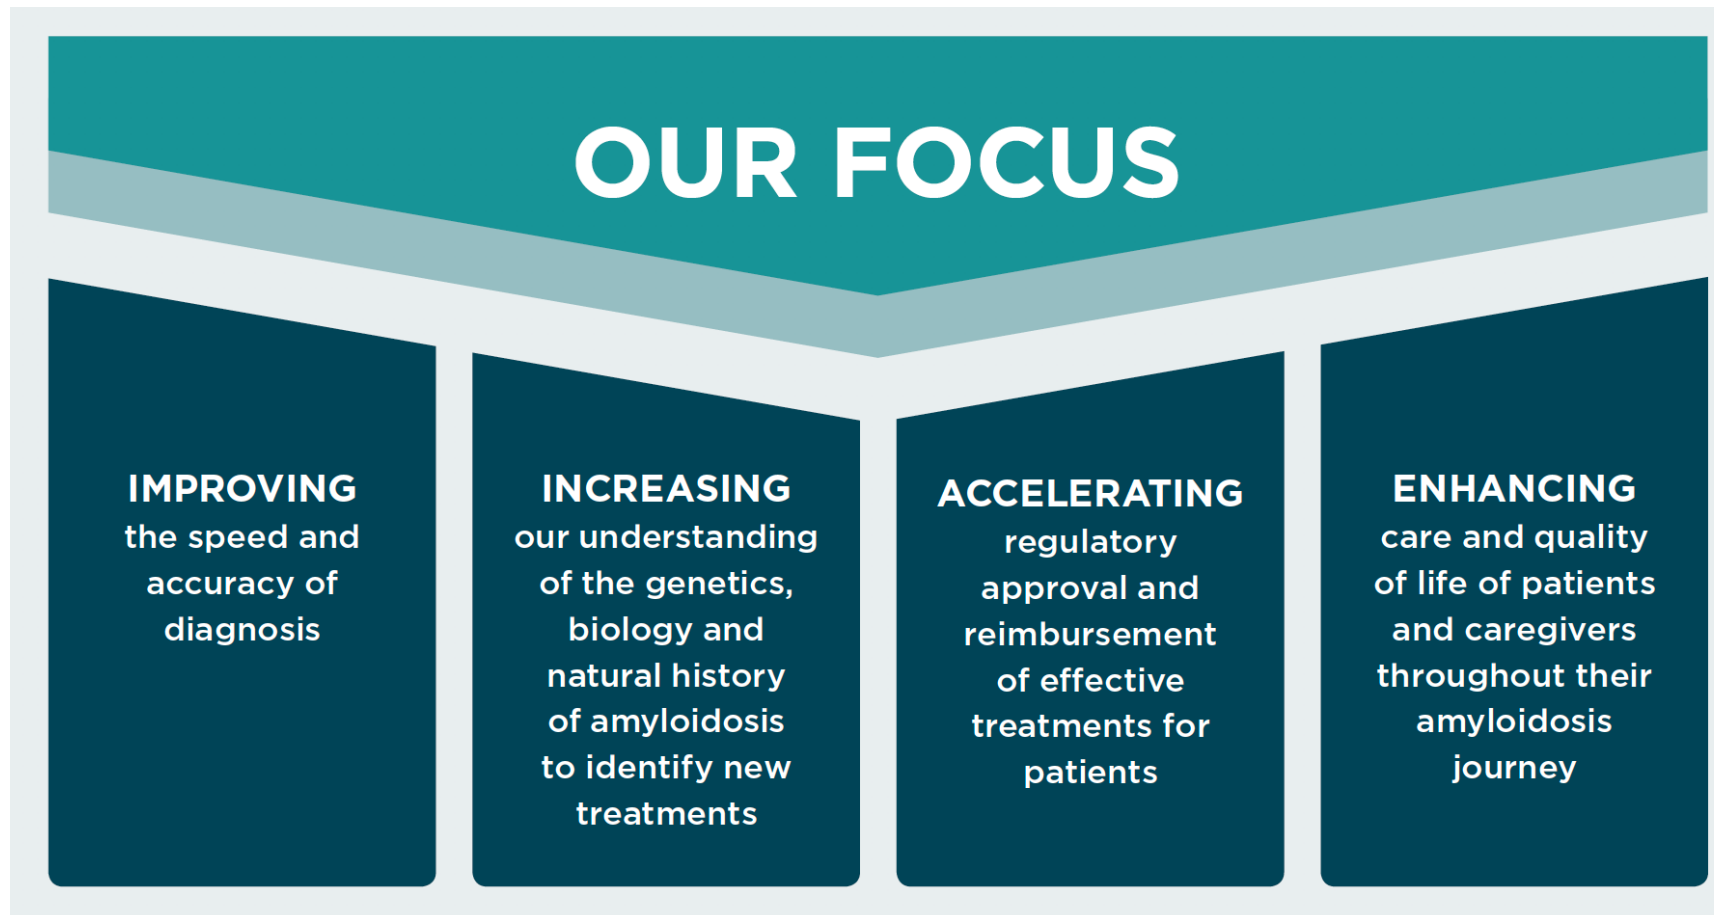 OUR FOCUS
IMPROVING
the speed and
accuracy of
diagnosis
INCREASING
our understanding
of the genetics,
biology and
natural history
of amyloidosis
to identify new
treatments
ACCELERATING
regulatory
approval and
reimbursement
of effective
treatments for
patients
ENHANCING
care and quality
of life of patients
and caregivers
throughout their
amyloidosis
journey